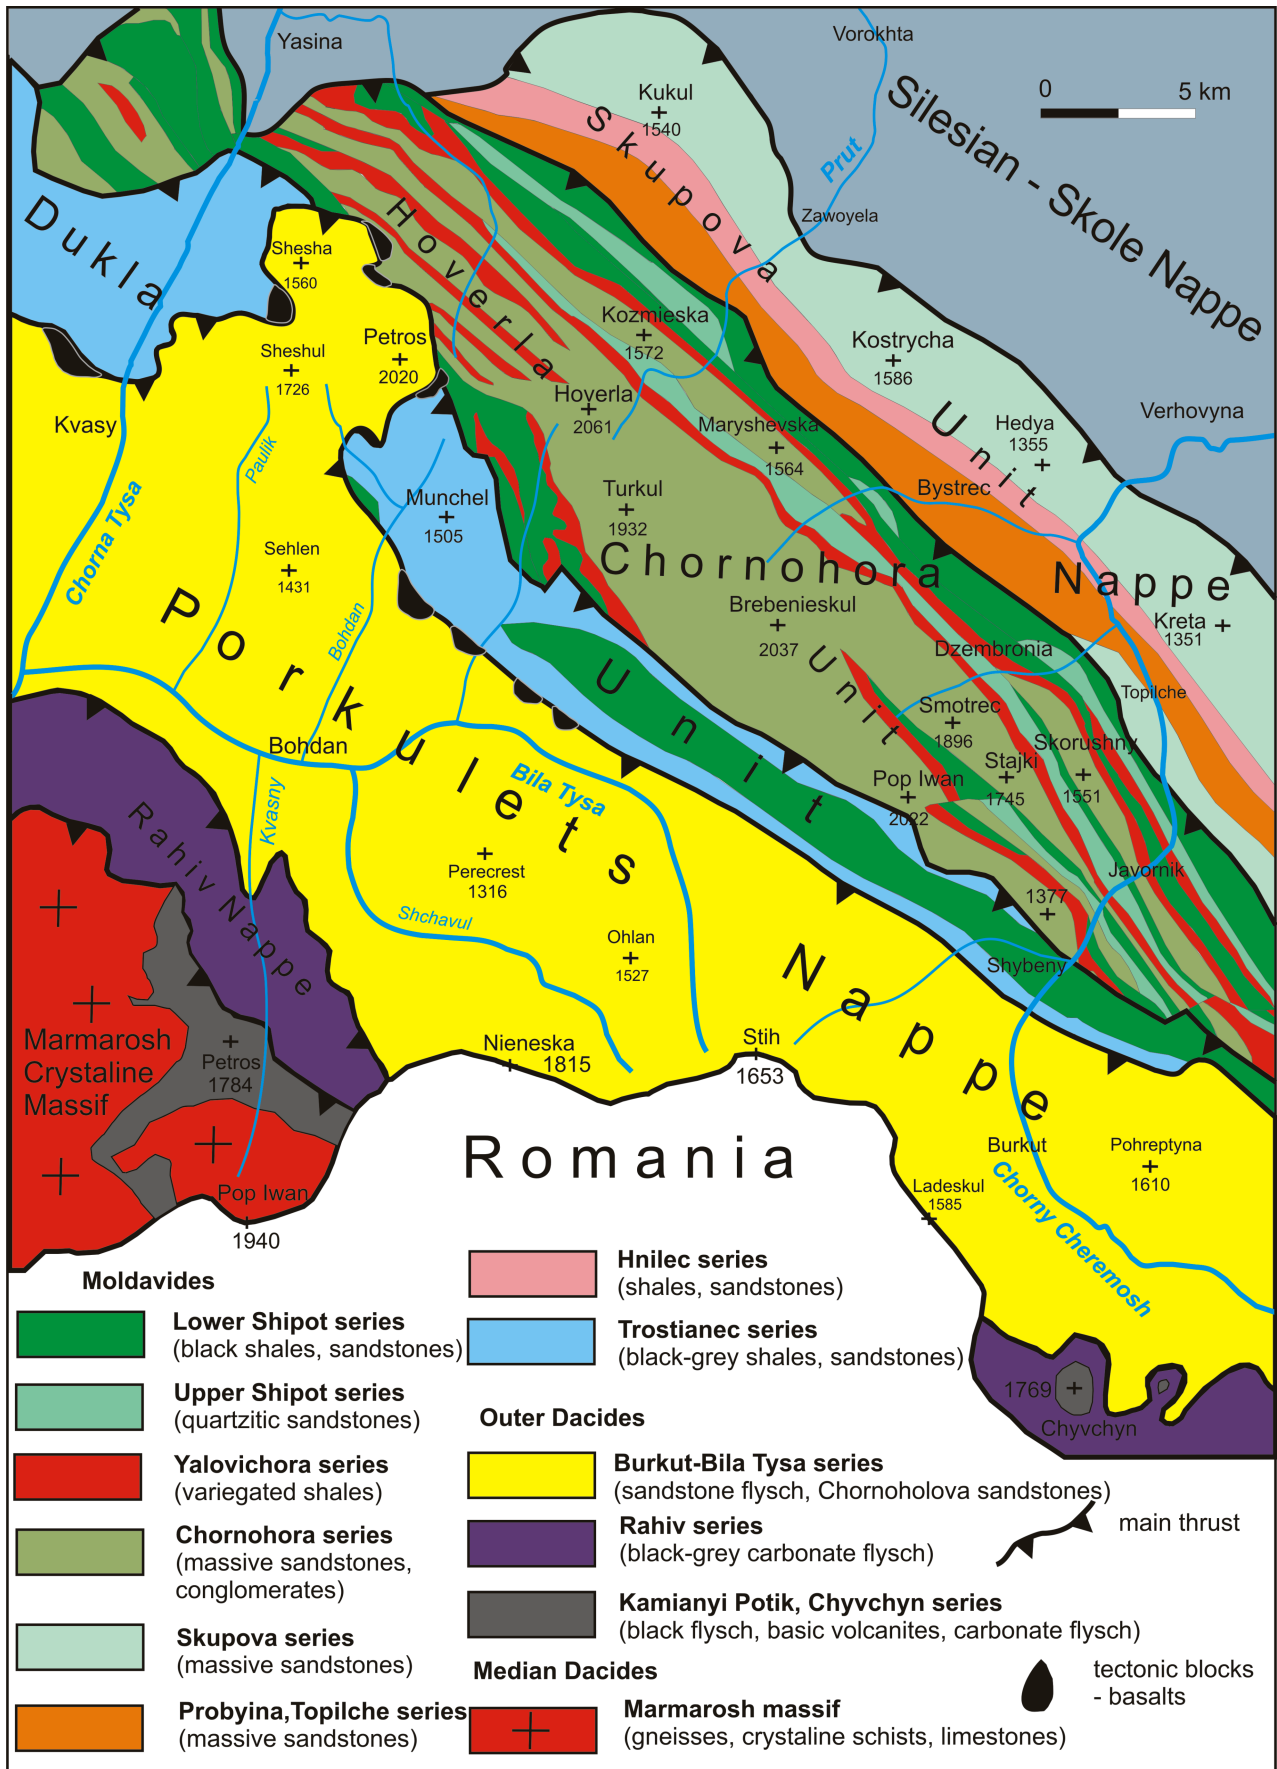 Yasina
Vorokhta
0 5 km
Silesian - Skole Nappe
Kukul
1540
Skupova
Prut
Zawoyela
Dukla
Hoverla
Shesha
1560
Kozmieska
1572
Petros
2020
Sheshul
1726
Kostrycha
1586
Hoverla
2061
Unit
Hedya
1355
Verhovyna
Kvasy
Maryshevska
1564
Paulik
Bystrec
Munchel
1505
Turkul
1932
Chorna Tysa
Sehlen
1431
Chornohora Nappe
Brebenieskul
2037
Kreta
1351
Bohdan
Porkulets
Unit
Unit
Dzembronia
Topilche
Smotrec
1896
Skorushny
1551
Stajki
1745
Pop Iwan
2022
Bohdan
Bila Tysa
Kvasny
Rahiv Nappe
Perecrest
1316
Javornik
1377
Shchavul
Ohlan
1527
Shybeny
Nappe
Marmarosh
Crystaline
Massif
Petros
1784
Nieneska
1815
Stih
1653
Romania
Burkut
Pohreptyna
1610
Chorny Cheremosh
Ladeskul
1585
Pop Iwan
1940
1769
Chyvchyn
Moldavides
Lower Shipot series
(black shales, sandstones)
Upper Shipot series
(quartzitic sandstones)
Yalovichora series
(variegated shales)
Chornohora series
(massive sandstones,
conglomerates)
Skupova series
(massive sandstones)
Probyina,Topilche series
(massive sandstones)
Hnilec series
(shales, sandstones)
Trostianec series
(black-grey shales, sandstones)
Outer Dacides
Burkut-Bila Tysa series
(sandstone flysch, Chornoholova sandstones)
Rahiv series
(black-grey carbonate flysch)
main thrust
Kamianyi Potik, Chyvchyn series
(black flysch, basic volcanites, carbonate flysch)
Median Dacides
Marmarosh massif
(gneisses, crystaline schists, limestones)
tectonic blocks
- basalts